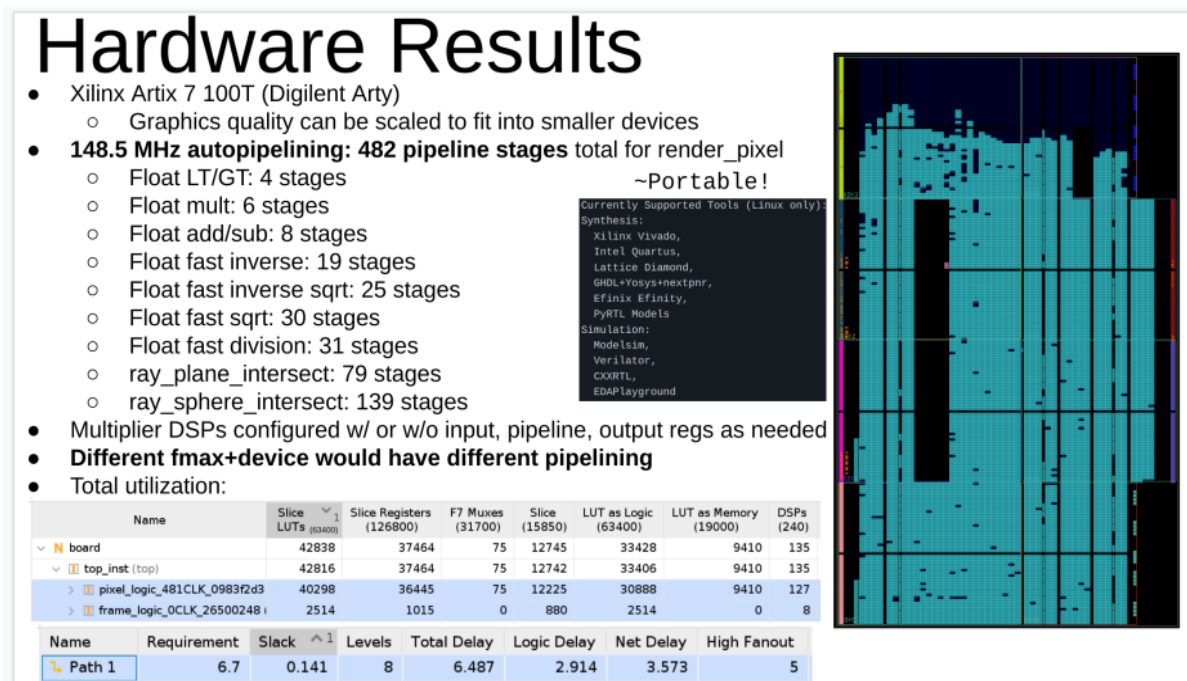 Hardware Results
● Xilinx Artix 7 100T (Digilent Arty)
○ Graphics quality can be scaled to fit into smaller devices
● 148.5 MHz autopipelining: 482 pipeline stages total for render_pixel
○ Float LT/GT: 4 stages
○ Float mult: 6 stages
○ Float add/sub: 8 stages
○ Float fast inverse: 19 stages
○ Float fast inverse sqrt: 25 stages
○ Float fast sqrt: 30 stages
○ Float fast division: 31 stages
○ ray_plane_intersect: 79 stages
○ ray_sphere_intersect: 139 stages
~Portable!
Currently Supported Tools (Linux only):
Synthesis:
Xilinx Vivado,
Intel Quartus,
Lattice Diamond,
GHDL+Yosys+nextpnr,
Efinix Efinity,
PyRTL Models
Simulation:
Modelsim,
Verilator,
CXXRTL,
EDAPlayground
● Multiplier DSPs configured w/ or w/o input, pipeline, output regs as needed
● Different fmax+device would have different pipelining
● Total utilization:
Name Slice LUTs (63400) 1 Slice Registers (126800) F7 Muxes (31700) Slice (15850) LUT as Logic (63400) LUT as Memory (19000) DSPs (240)
N board 42838 37464 75 12745 33428 9410 135
top_inst (top) 42816 37464 75 12742 33406 9410 135
pixel_logic_481CLK_0983f2d3 40298 36445 75 12225 30888 9410 127
frame_logic_0CLK_26500248 ( 2514 1015 0 880 2514 0 8
Name Requirement Slack 1 Levels Total Delay Logic Delay Net Delay High Fanout
Path 1 6.7 0.141 8 6.487 2.914 3.573 5